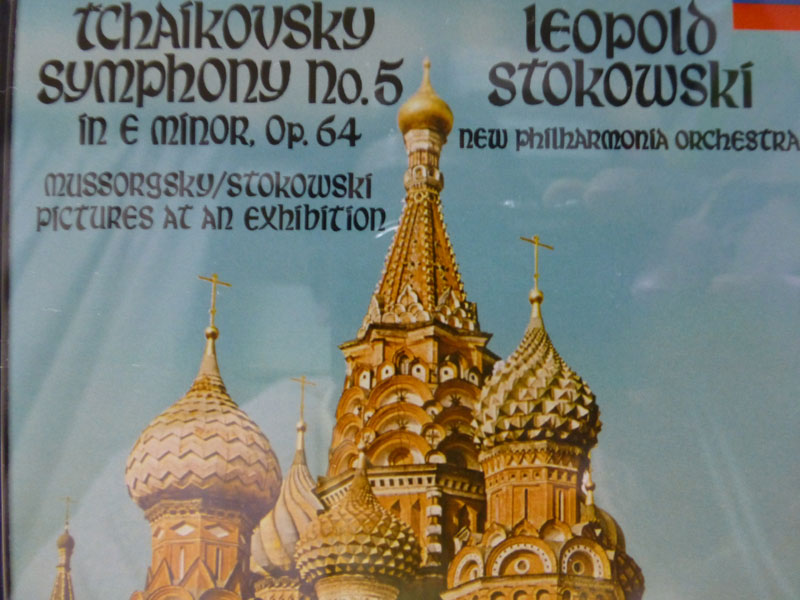 Tchaikovsky
Symphony No. 5
in E minor, Op. 64
Mussorgsky/Stokowski
Pictures at an Exhibition
Leopold
Stokowski
New Philharmonia Orchestra